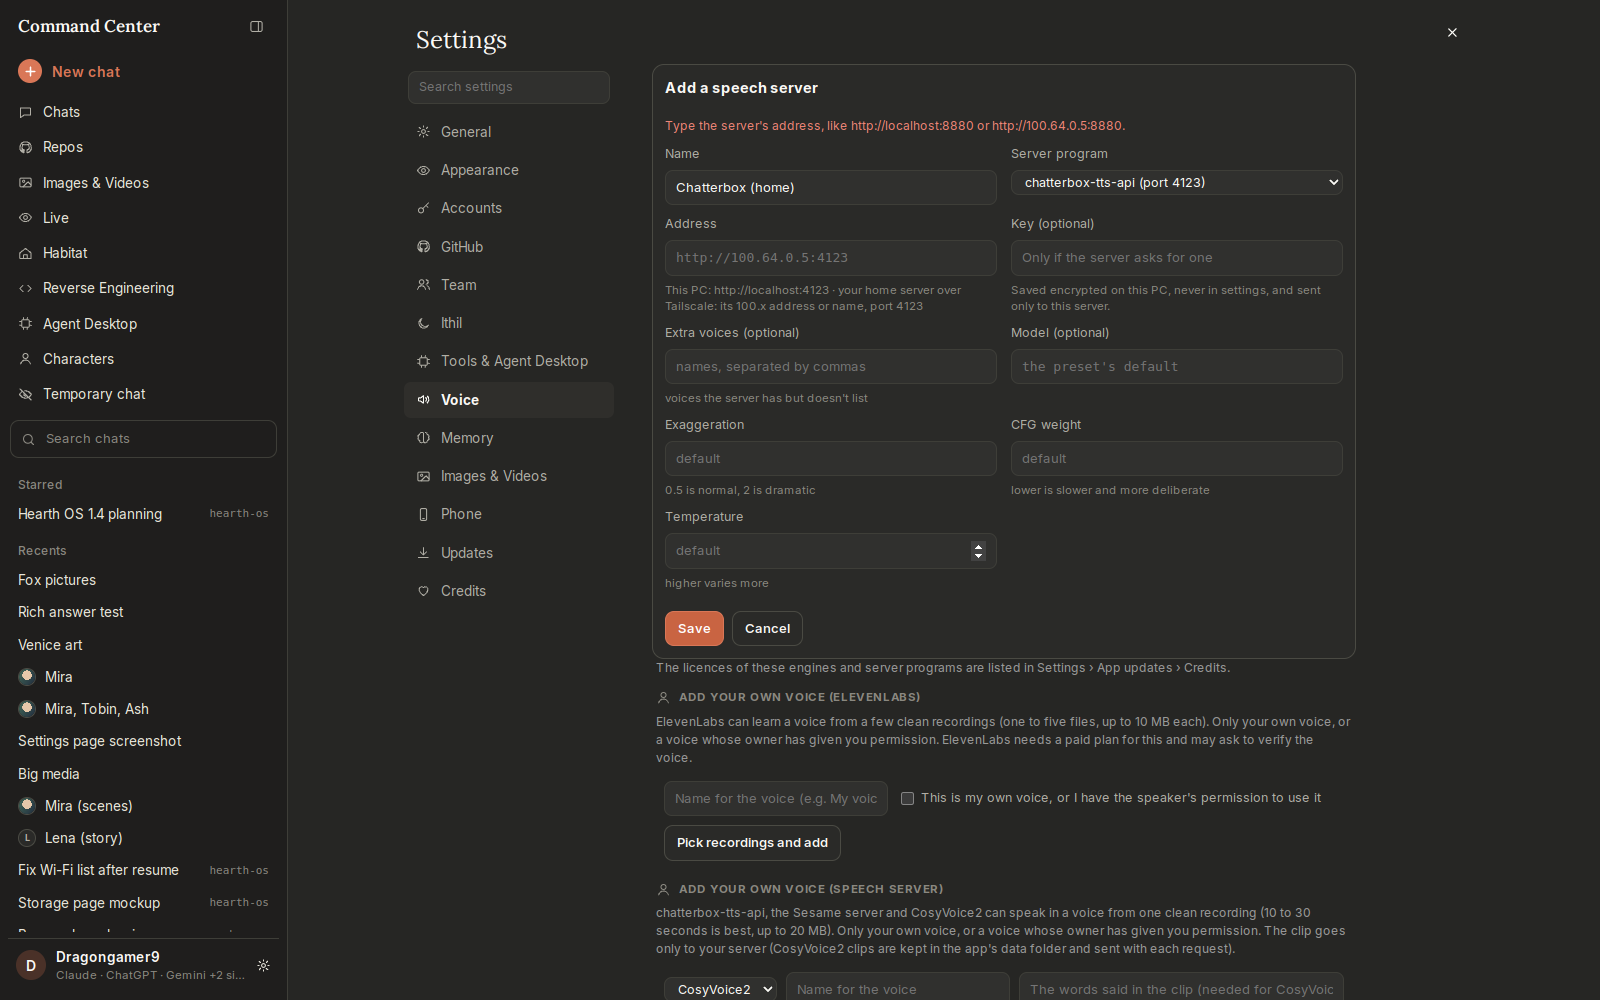 Command Center
New chat
Chats
Repos
Images & Videos
Live
Habitat
Reverse Engineering
Agent Desktop
Characters
Temporary chat
Search chats
Starred
Hearth OS 1.4 planning hearth-os
Recents
Fox pictures
Rich answer test
Venice art
Mira
Mira, Tobin, Ash
Settings page screenshot
Big media
Mira (scenes)
L Lena (story)
Fix Wi-Fi list after resume hearth-os
Storage page mockup hearth-os
D Dragongamer9
Claude · ChatGPT · Gemini +2 si...
Settings
Search settings
General
Appearance
Accounts
GitHub
Team
Ithil
Tools & Agent Desktop
Voice
Memory
Images & Videos
Phone
Updates
Credits
Add a speech server
Type the server's address, like http://localhost:8880 or http://100.64.0.5:8880.
Name
Chatterbox (home)
Server program
chatterbox-tts-api (port 4123)
Address
http://100.64.0.5:4123
This PC: http://localhost:4123 · your home server over
Tailscale: its 100.x address or name, port 4123
Key (optional)
Only if the server asks for one
Saved encrypted on this PC, never in settings, and sent
only to this server.
Extra voices (optional)
names, separated by commas
voices the server has but doesn't list
Model (optional)
the preset's default
Exaggeration
default
0.5 is normal, 2 is dramatic
CFG weight
default
lower is slower and more deliberate
Temperature
default
higher varies more
Save Cancel
The licences of these engines and server programs are listed in Settings › App updates › Credits.
ADD YOUR OWN VOICE (ELEVENLABS)
ElevenLabs can learn a voice from a few clean recordings (one to five files, up to 10 MB each). Only your own voice, or
a voice whose owner has given you permission. ElevenLabs needs a paid plan for this and may ask to verify the
voice.
Name for the voice (e.g. My voic
This is my own voice, or I have the speaker's permission to use it
Pick recordings and add
ADD YOUR OWN VOICE (SPEECH SERVER)
chatterbox-tts-api, the Sesame server and CosyVoice2 can speak in a voice from one clean recording (10 to 30
seconds is best, up to 20 MB). Only your own voice, or a voice whose owner has given you permission. The clip goes
only to your server (CosyVoice2 clips are kept in the app's data folder and sent with each request).
CosyVoice2
Name for the voice
The words said in the clip (needed for CosyVoic